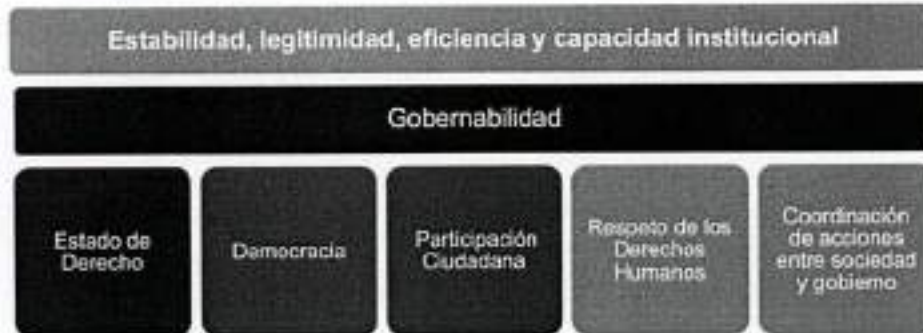 Estabilidad, legitimidad, eficiencia y capacidad institucional
Gobernabilidad
Estado de
Derecho
Democracia
Participación
Ciudadana
Respeto de los
Derechos
Humanos
Coordinación
de acciones
entre sociedad
y gobierno